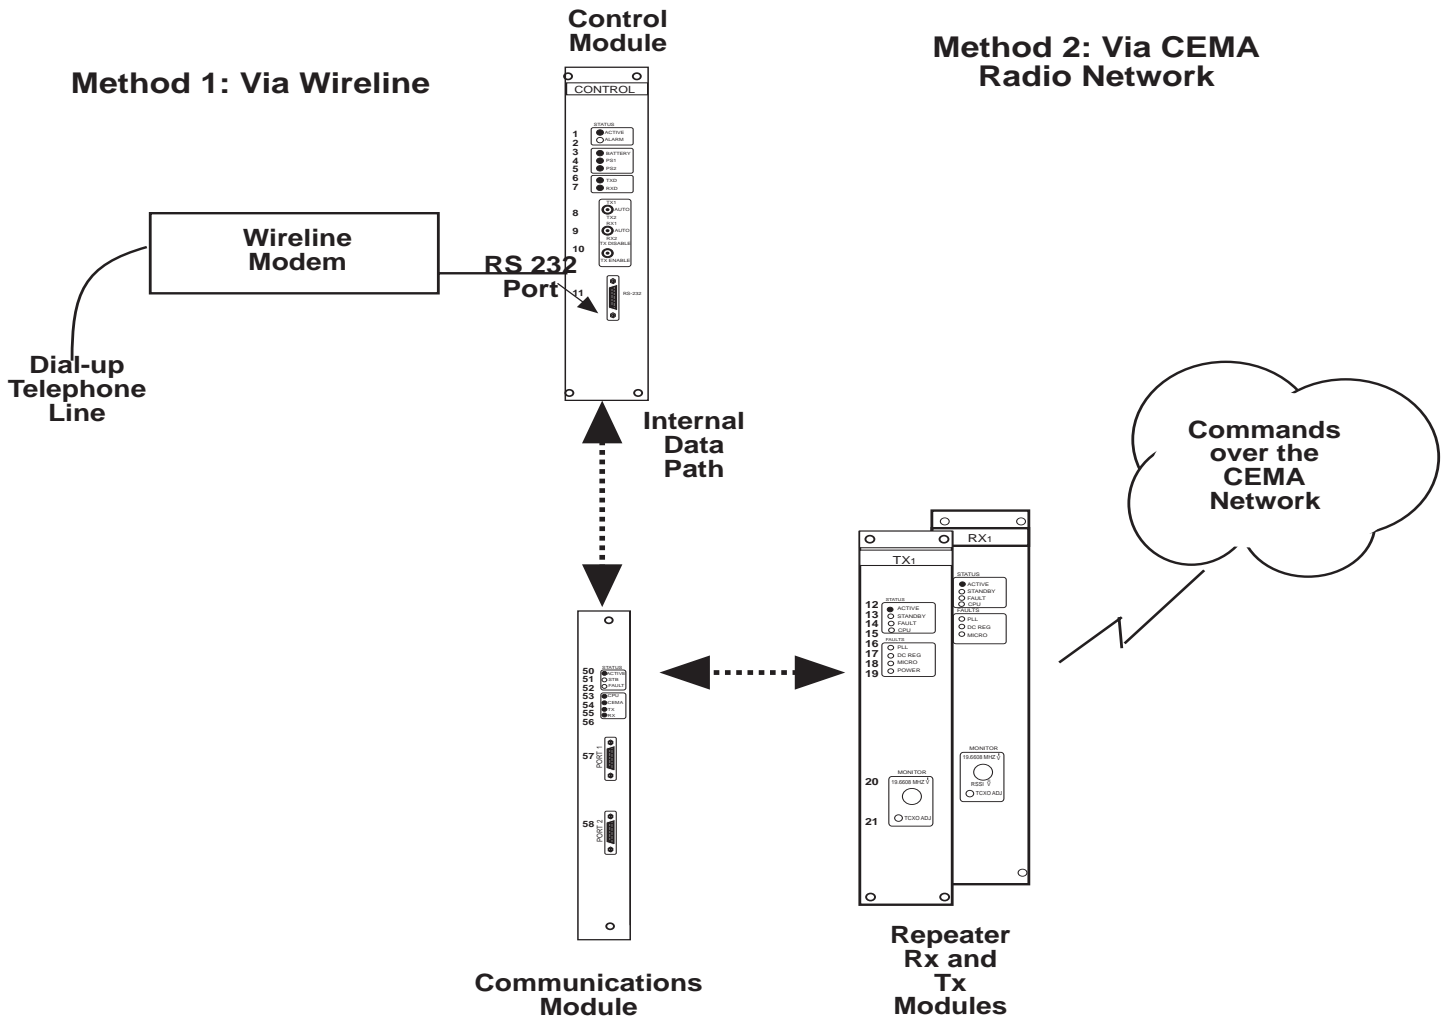 Control
Module
Method 1: Via Wireline
Method 2: Via CEMA
Radio Network
CONTROL
STATUS
1 ACTIVE
2 ALARM
3 BATTERY
4 PS1
5 PS2
6 TXD
7 RXD
TX1
8 AUTO
TX2
RX1
9 AUTO
RX2
10 TX DISABLE
TX ENABLE
11 RS-232
Wireline
Modem
RS 232
Port
Dial-up
Telephone
Line
Internal
Data
Path
Commands
over the
CEMA
Network
RX1
STATUS
ACTIVE
STANDBY
FAULT
CPU
FAULTS
PLL
DC REG
MICRO
MONITOR
19.6608 MHZ
RSSI
TCXO ADJ
TX1
STATUS
12 ACTIVE
13 STANDBY
14 FAULT
15 CPU
FAULTS
16 PLL
17 DC REG
18 MICRO
19 POWER
MONITOR
20 19.6608 MHZ
21 TCXO ADJ
STATUS
50 ACTIVE
51 STB
52 FAULT
53 CPU
54 CEMA
55 TX
56 RX
57 PORT 1
58 PORT 2
Communications
Module
Repeater
Rx and
Tx
Modules